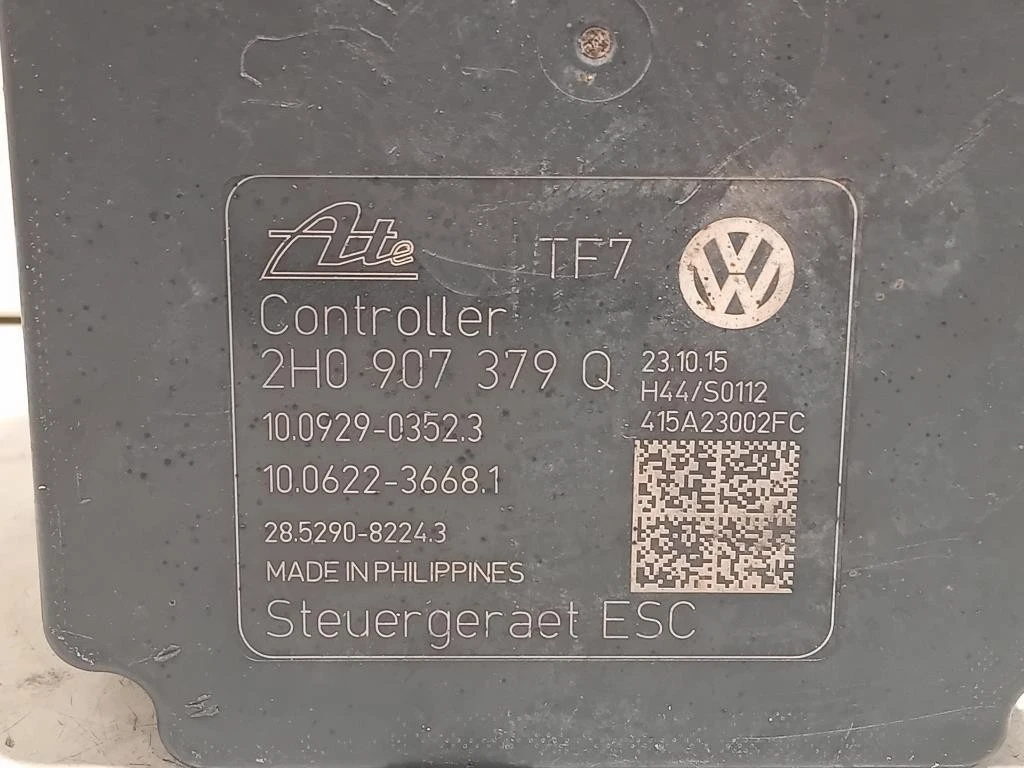 Ate TF7
Controller
2H0 907 379 Q
23.10.15
H44/S0112
415A23002FC
10.0929-0352.3
10.0622-3668.1
28.5290-8224.3
MADE IN PHILIPPINES
Steuergeraet ESC